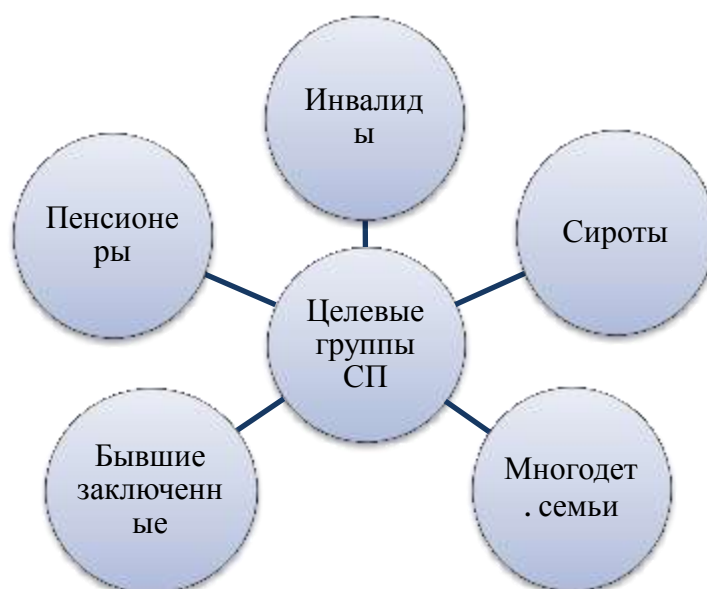 Инвалид
ы
Пенсионе
ры
Сироты
Целевые
группы
СП
Бывшие
заключенн
ые
Многодет
. семьи